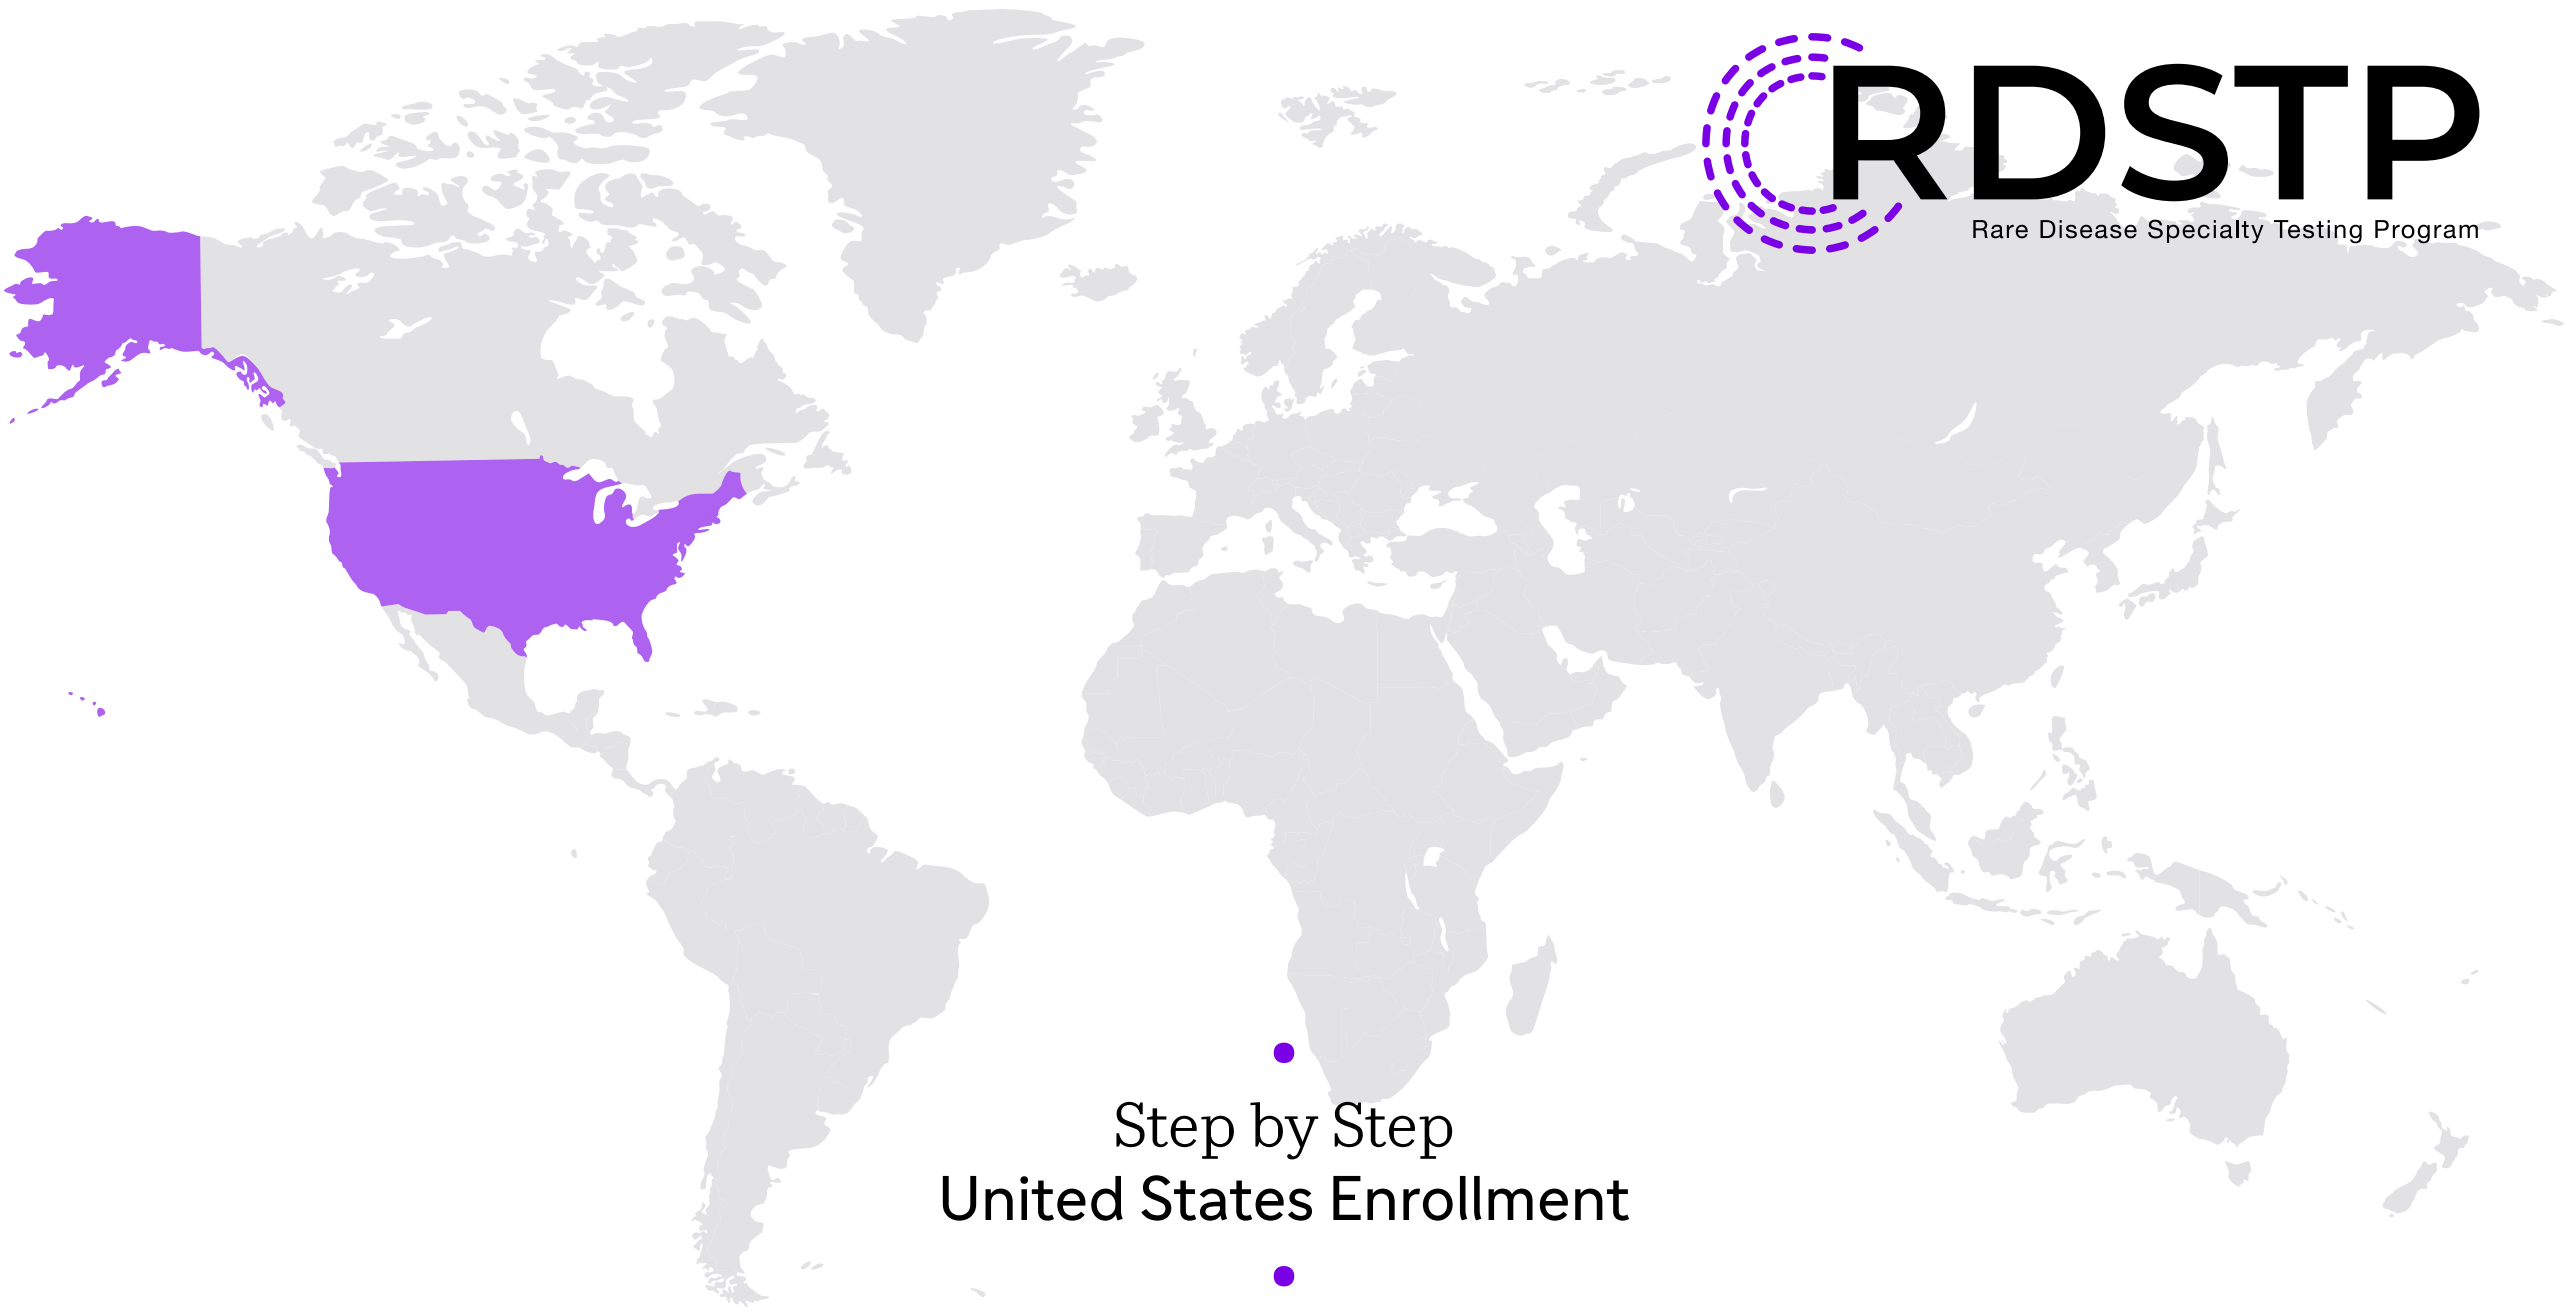 RDSTP
Rare Disease Specialty Testing Program
Step by Step
United States Enrollment